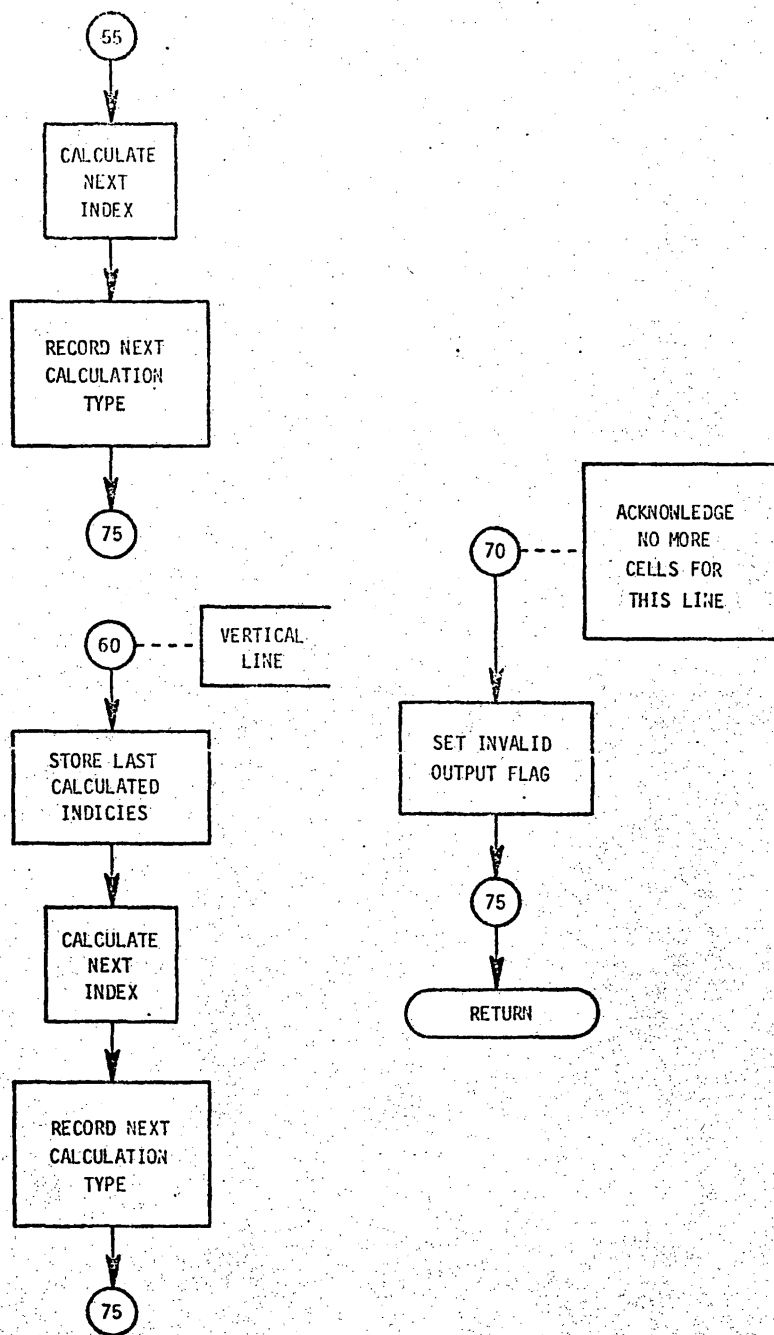 55
CALCULATE
NEXT
INDEX
RECORD NEXT
CALCULATION
TYPE
75
60
VERTICAL
LINE
STORE LAST
CALCULATED
INDICIES
CALCULATE
NEXT
INDEX
RECORD NEXT
CALCULATION
TYPE
75
70
ACKNOWLEDGE
NO MORE
CELLS FOR
THIS LINE
SET INVALID
OUTPUT FLAG
75
RETURN